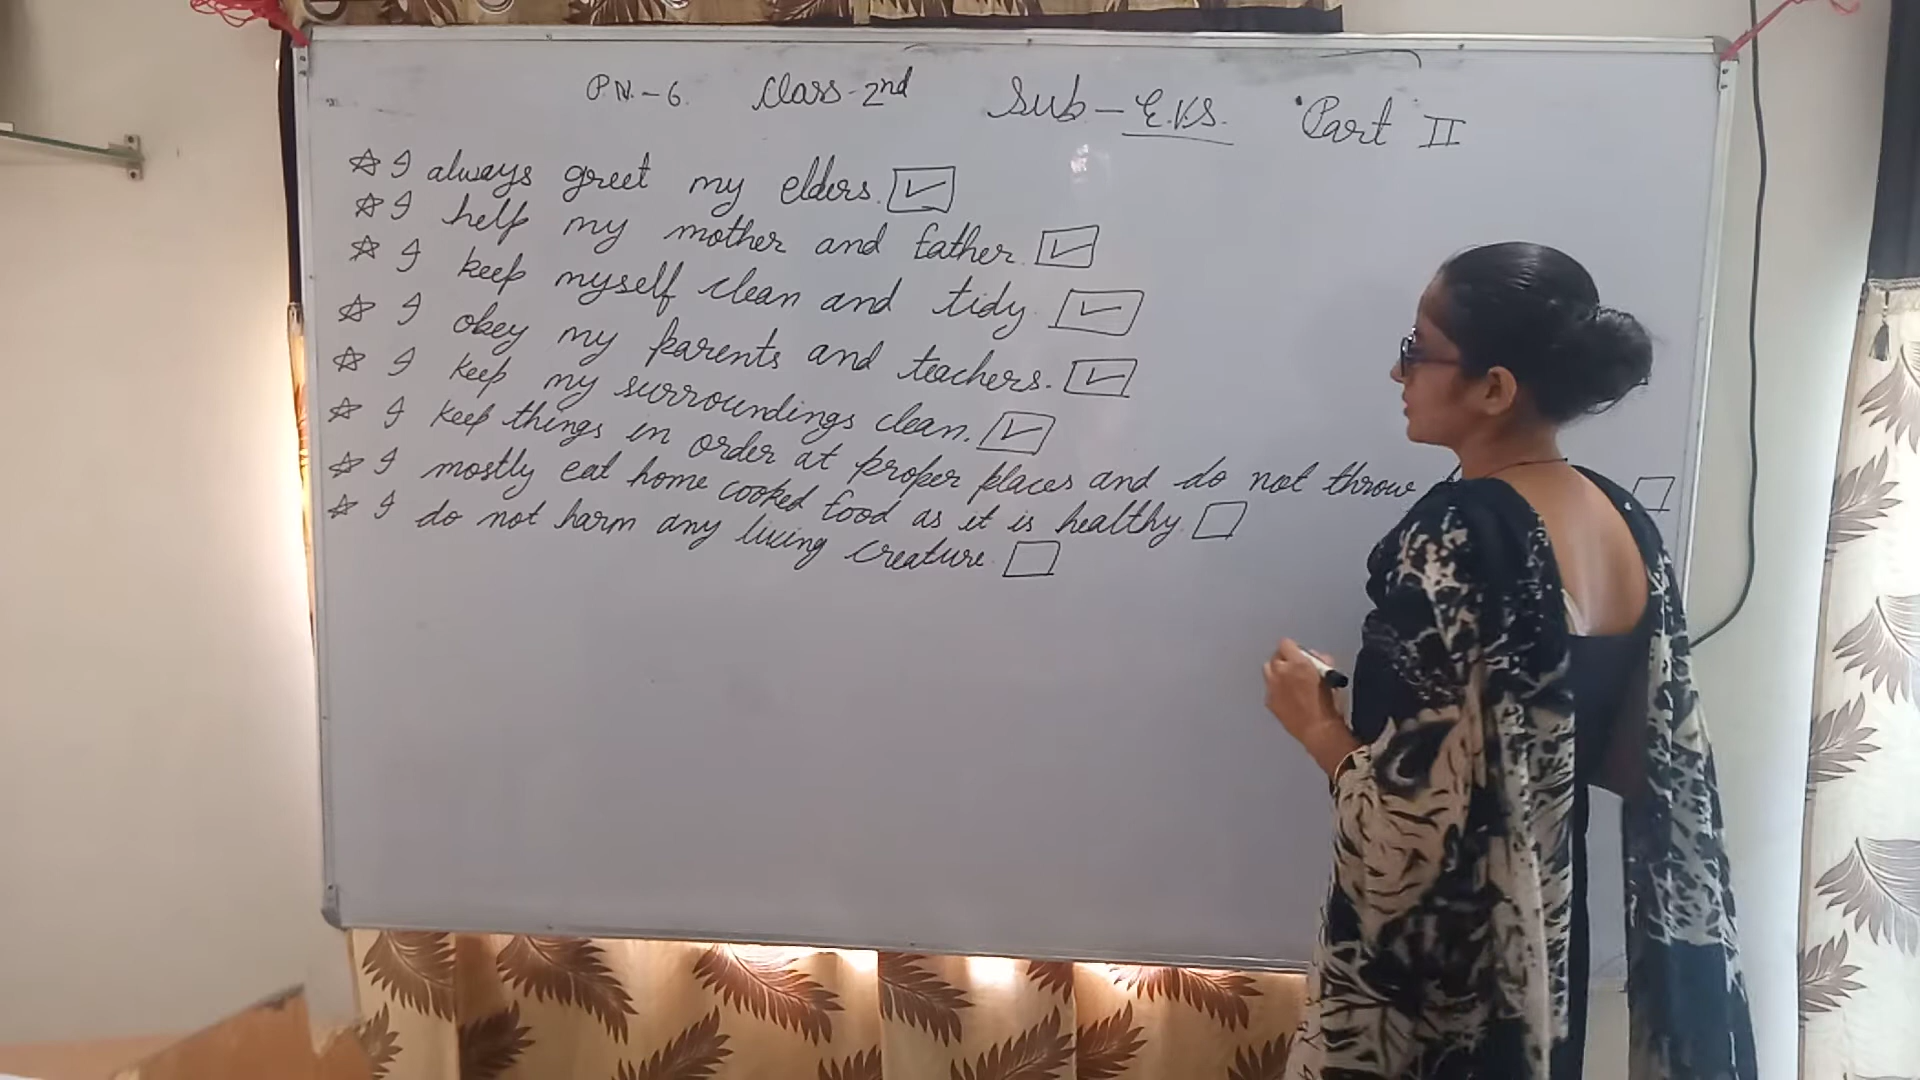 P.N.-6. Class-2nd Sub-E.V.S. Part II
☆ I always greet my elders. ☑
☆ I help my mother and father. ☑
☆ I keep myself clean and tidy. ☑
☆ I obey my parents and teachers. ☑
☆ I keep my surroundings clean. ☑
☆ I keep things in order at proper places and do not throw ☐
☆ I mostly eat home cooked food as it is healthy. ☐
☆ I do not harm any living creature. ☐